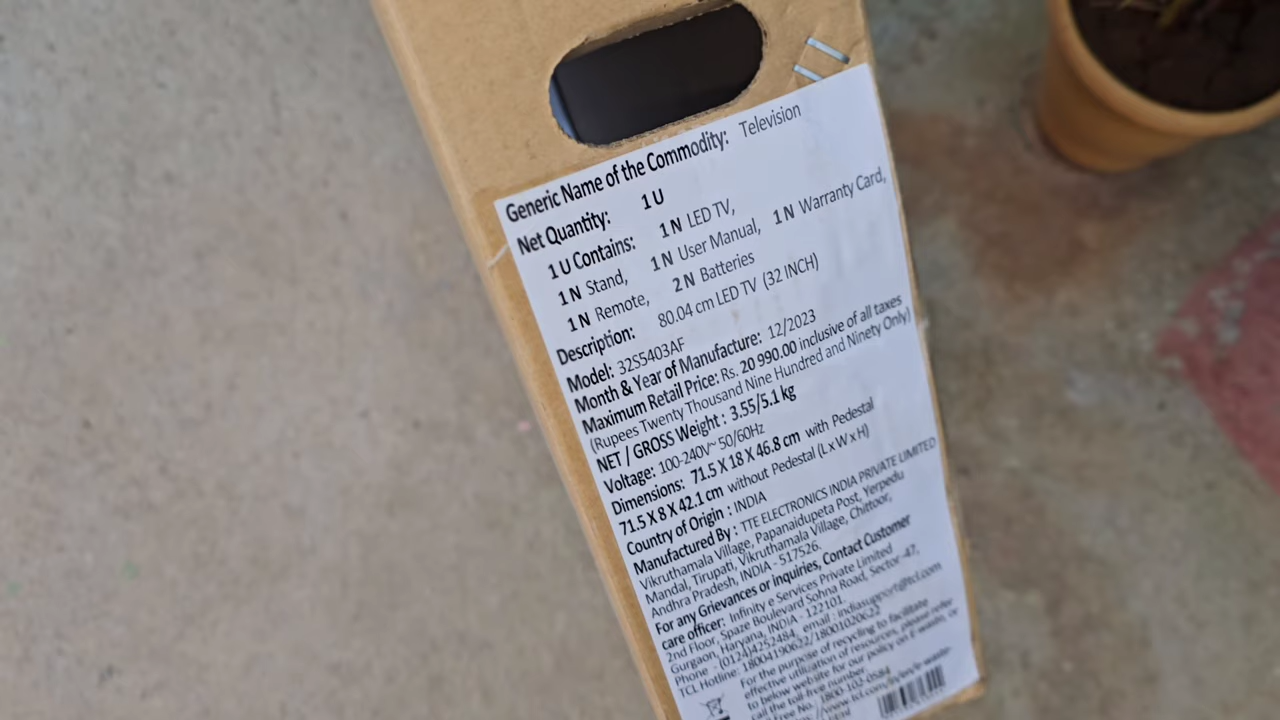 Generic Name of the Commodity: Television
Net Quantity: 1 U
1 U Contains: 1 N LED TV,
1 N Stand, 1 N User Manual, 1 N Warranty Card,
1 N Remote, 2 N Batteries
Description: 80.04 cm LED TV (32 INCH)
Model: 32S5403AF
Month & Year of Manufacture: 12/2023
Maximum Retail Price: Rs. 20 990.00 inclusive of all taxes
(Rupees Twenty Thousand Nine Hundred and Ninety Only)
NET / GROSS Weight : 3.55/5.1 kg
Voltage: 100-240V~ 50/60Hz
Dimensions: 71.5 X 18 X 46.8 cm with Pedestal
71.5 X 8 X 42.1 cm without Pedestal (L x W x H)
Country of Origin : INDIA
Manufactured By : TTE ELECTRONICS INDIA PRIVATE LIMITED
Vikruthamala Village, Papanaidupeta Post, Yerpedu
Mandal, Tirupati, Vikruthamala Village, Chittoor,
Andhra Pradesh, INDIA - 517526.
For any Grievances or inquiries, Contact Customer
care officer: Infinity e Services Private Limited
2nd Floor, Spaze Boulevard Sohna Road, Sector -47,
Gurgaon, Haryana, INDIA - 122101.
Phone - (0124)4252484, email : indiasupport@tcl.com
TCL Hotline: 18004190622/18001020622
For the purpose of recycling to facilitate
effective utilization of resources, please refer
to below website for our policy on E-waste, or
call the toll free number.
Free No. 1800-102-0584